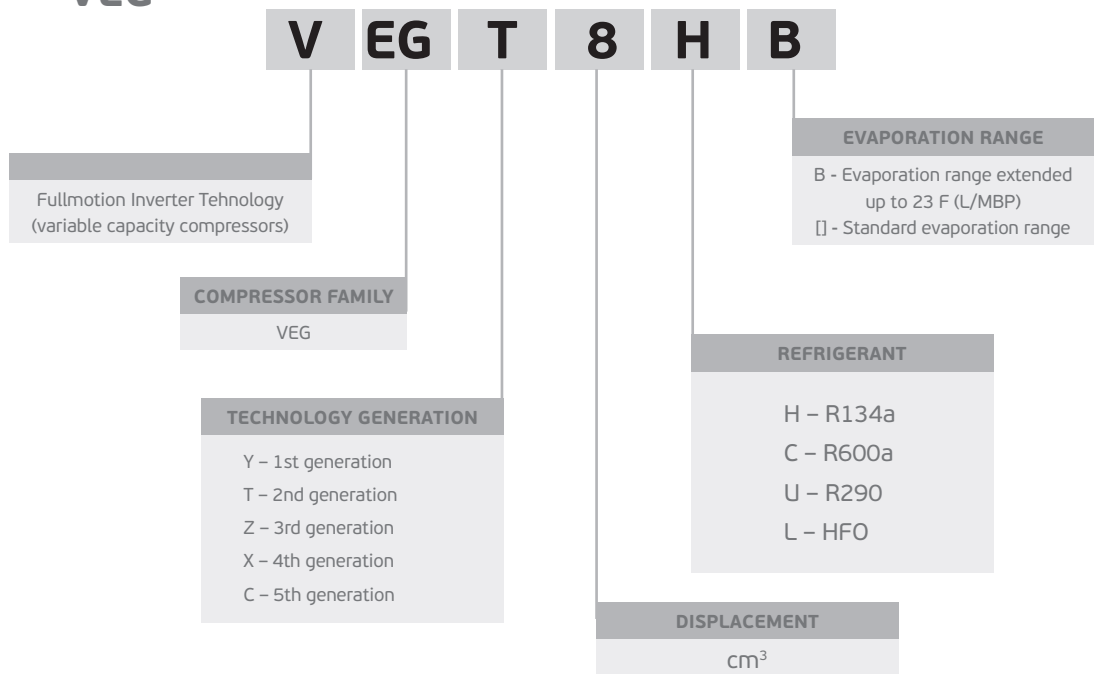 VEG
V EG T 8 H B
EVAPORATION RANGE
B - Evaporation range extended
up to 23 F (L/MBP)
[] - Standard evaporation range
Fullmotion Inverter Tehnology
(variable capacity compressors)
COMPRESSOR FAMILY
VEG
REFRIGERANT
H – R134a
C – R600a
U – R290
L – HFO
TECHNOLOGY GENERATION
Y – 1st generation
T – 2nd generation
Z – 3rd generation
X – 4th generation
C – 5th generation
DISPLACEMENT
cm³